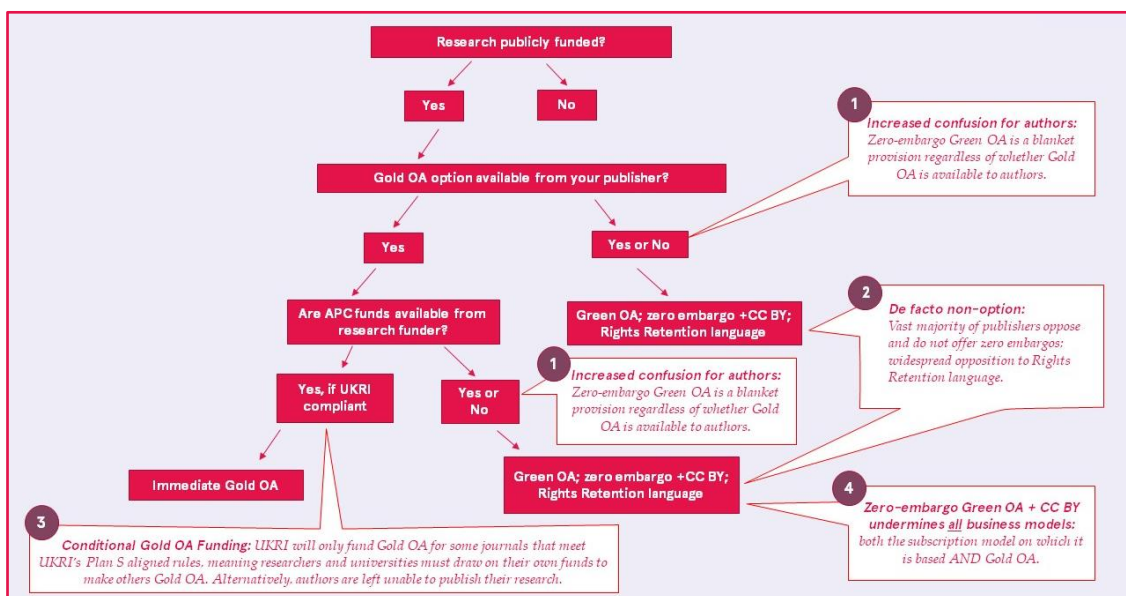 Research publicly funded?
Yes
No
1
Increased confusion for authors:
Zero-embargo Green OA is a blanket
provision regardless of whether Gold
OA is available to authors.
Gold OA option available from your publisher?
Yes
Yes or No
Are APC funds available from
research funder?
Green OA; zero embargo +CC BY;
Rights Retention language
2
De facto non-option:
Vast majority of publishers oppose
and do not offer zero embargos;
widespread opposition to Rights
Retention language.
1
Increased confusion for authors:
Zero-embargo Green OA is a blanket
provision regardless of whether Gold
OA is available to authors.
Yes, if UKRI
compliant
Yes or
No
Immediate Gold OA
Green OA; zero embargo +CC BY;
Rights Retention language
4
Zero-embargo Green OA + CC BY
undermines all business models:
both the subscription model on which it
is based AND Gold OA.
3
Conditional Gold OA Funding: UKRI will only fund Gold OA for some journals that meet
UKRI's Plan S aligned rules. meaning researchers and universities must draw on their own funds to
make others Gold OA. Alternatively. authors are left unable to publish their research.